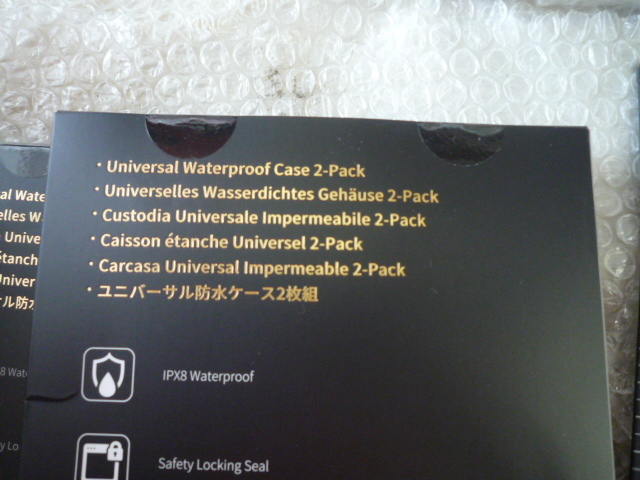 · Universal Waterproof Case 2-Pack
· Universelles Wasserdichtes Gehäuse 2-Pack
· Custodia Universale Impermeabile 2-Pack
· Caisson étanche Universel 2-Pack
· Carcasa Universal Impermeable 2-Pack
· ユニバーサル防水ケース2枚組
IPX8 Waterproof
Safety Locking Seal